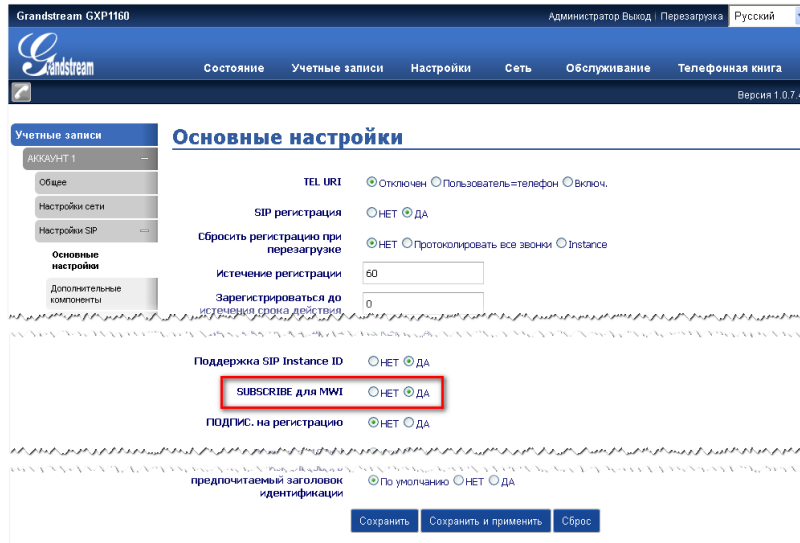 Grandstream GXP1160
Администратор Выход | Перезагрузка Русский
Grandstream
Состояние Учетные записи Настройки Сеть Обслуживание Телефонная книга
Версия 1.0.7.4
Учетные записи
АККАУНТ 1
Общее
Настройки сети
Настройки SIP
Основные
настройки
Дополнительные
компоненты
Основные настройки
TEL URI Отключен Пользователь=телефон Включ.
SIP регистрация НЕТ ДА
Сбросить регистрацию при
перезагрузке НЕТ Протоколировать все звонки Instance
Истечение регистрации 60
Зарегистрироваться до
истечения срока действия 0
Поддержка SIP Instance ID НЕТ ДА
SUBSCRIBE для MWI НЕТ ДА
ПОДПИС. на регистрацию НЕТ ДА
предпочитаемый заголовок
идентификации По умолчанию НЕТ ДА
Сохранить Сохранить и применить Сброс